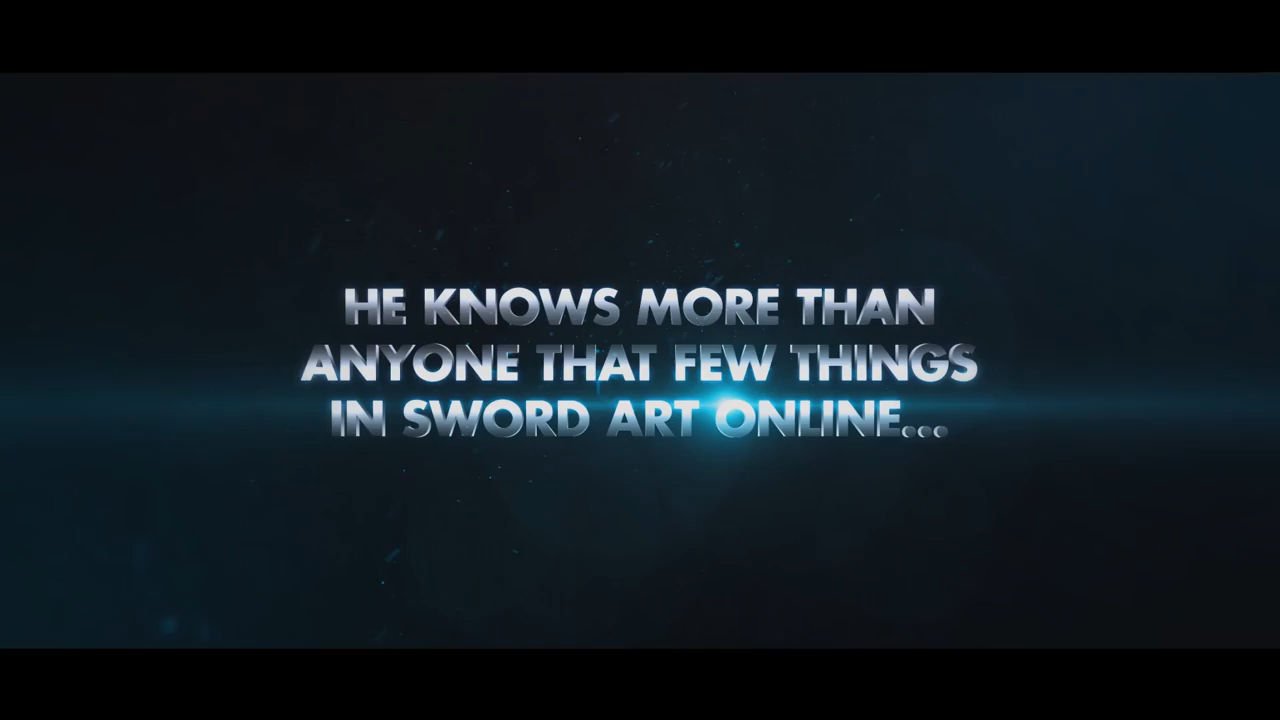 HE KNOWS MORE THAN
ANYONE THAT FEW THINGS
IN SWORD ART ONLINE...